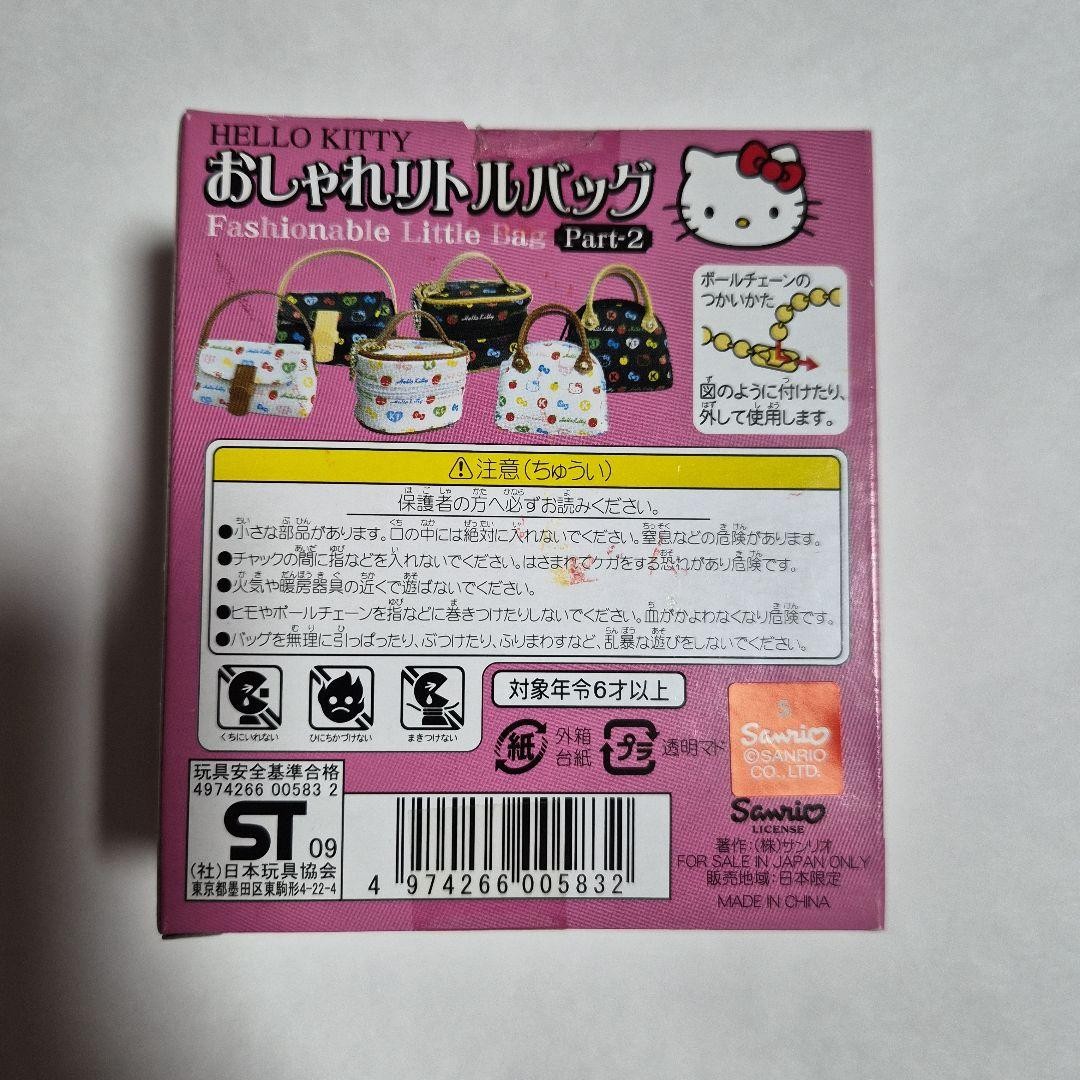 HELLO KITTY
おしゃれリトルバッグ
Fashionable Little Bag Part-2
ボールチェーンの
つかいかた
図のように付けたり、
外して使用します。
⚠注意(ちゅうい)
保護者の方へ必ずお読みください。
●小さな部品があります。口の中には絶対に入れないでください。窒息などの危険があります。
●チャックの間に指などを入れないでください。はさまれてケガをする恐れがあり危険です。
●火気や暖房器具の近くで遊ばないでください。
●ヒモやボールチェーンを指などに巻きつけたりしないでください。血がかよわなくなり危険です。
●バッグを無理に引っぱったり、ぶつけたり、ふりまわすなど、乱暴な遊びをしないでください。
くちにいれない
ひにちかづけない
まきつけない
対象年令6才以上
紙
外箱
台紙
プラ
透明マド
S
Sanrio
©SANRIO
CO.,LTD.
Sanrio
LICENSE
著作:(株)サンリオ
FOR SALE IN JAPAN ONLY
販売地域:日本限定
MADE IN CHINA
玩具安全基準合格
4974266 00583 2
ST 09
(社)日本玩具協会
東京都墨田区東駒形4-22-4
4 974266 005832